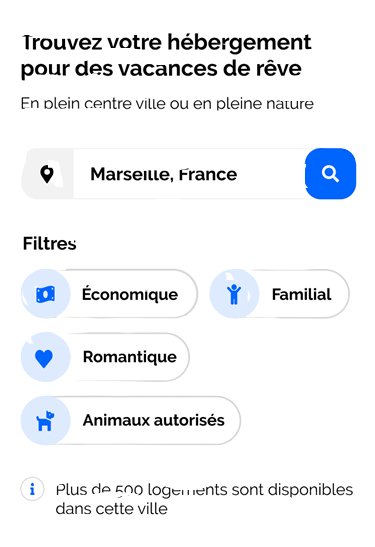 Trouvez votre hébergement
pour des vacances de rêve
En plein centre ville ou en pleine nature
Marseille, France
Filtres
Économique
Familial
Romantique
Animaux autorisés
Plus de 500 logements sont disponibles
dans cette ville